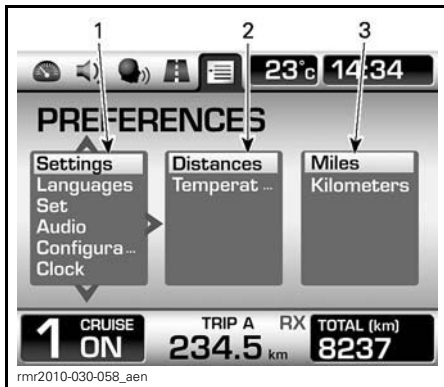 1 2 3
23°c 14:34
PREFERENCES
Settings
Languages
Set
Audio
Configura...
Clock
Distances
Temperat ...
Miles
Kilometers
1 CRUISE ON
TRIP A
234.5 km
RX
TOTAL (km)
8237
rmr2010-030-058_aen